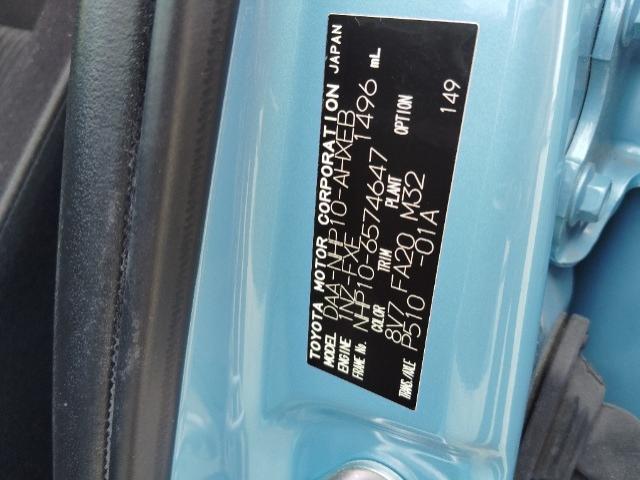 TOYOTA MOTOR CORPORATION JAPAN
MODEL DAA-NHP10-AHXEB
ENGINE 1NZ-FXE 1496 mL
FRAME No. NHP10-6574647
COLOR TRIM PLANT OPTION
8V7 FA20 M32
TRANS./AXLE P510 -01A 149